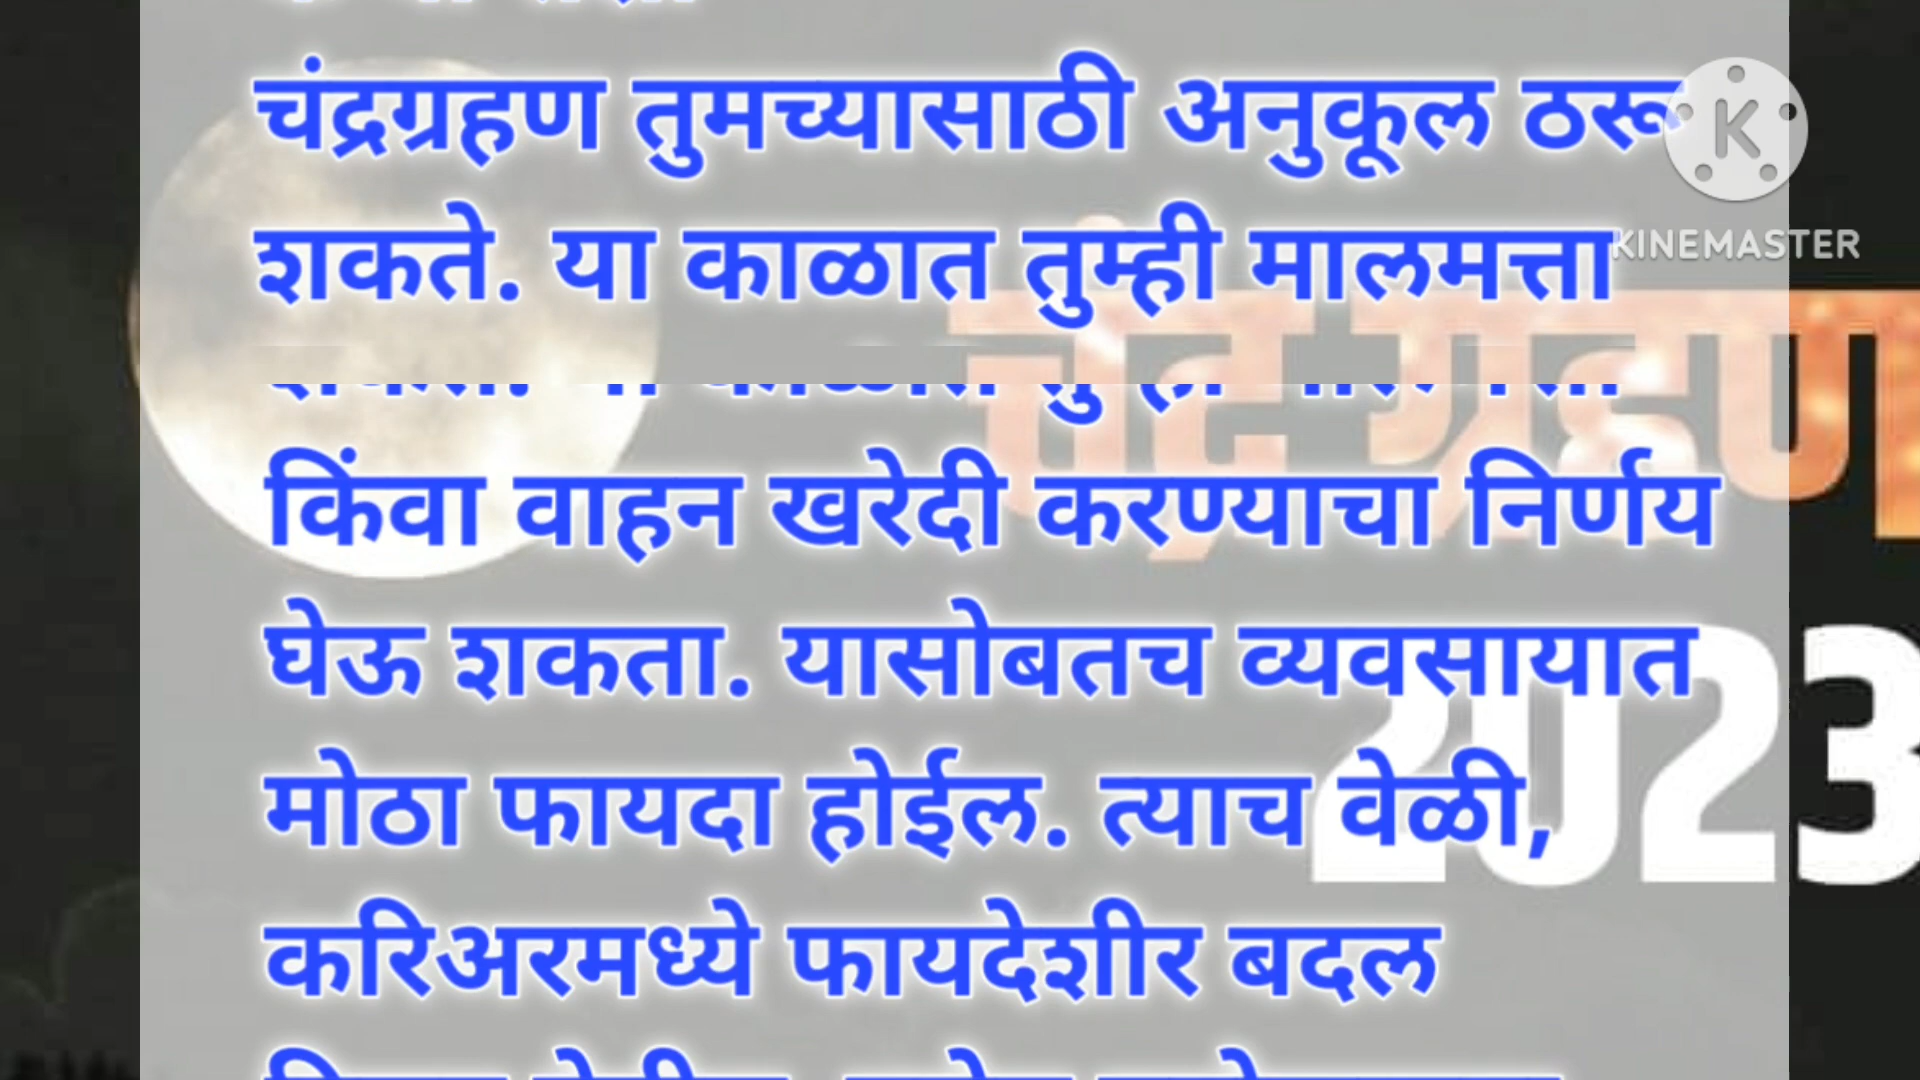 चंद्रग्रहण तुमच्यासाठी अनुकूल ठरू
शकते. या काळात तुम्ही मालमत्ता
किंवा वाहन खरेदी करण्याचा निर्णय
घेऊ शकता. यासोबतच व्यवसायात
मोठा फायदा होईल. त्याच वेळी,
करिअरमध्ये फायदेशीर बदल
K
KINEMASTER
चंद्र ग्रहण
2023